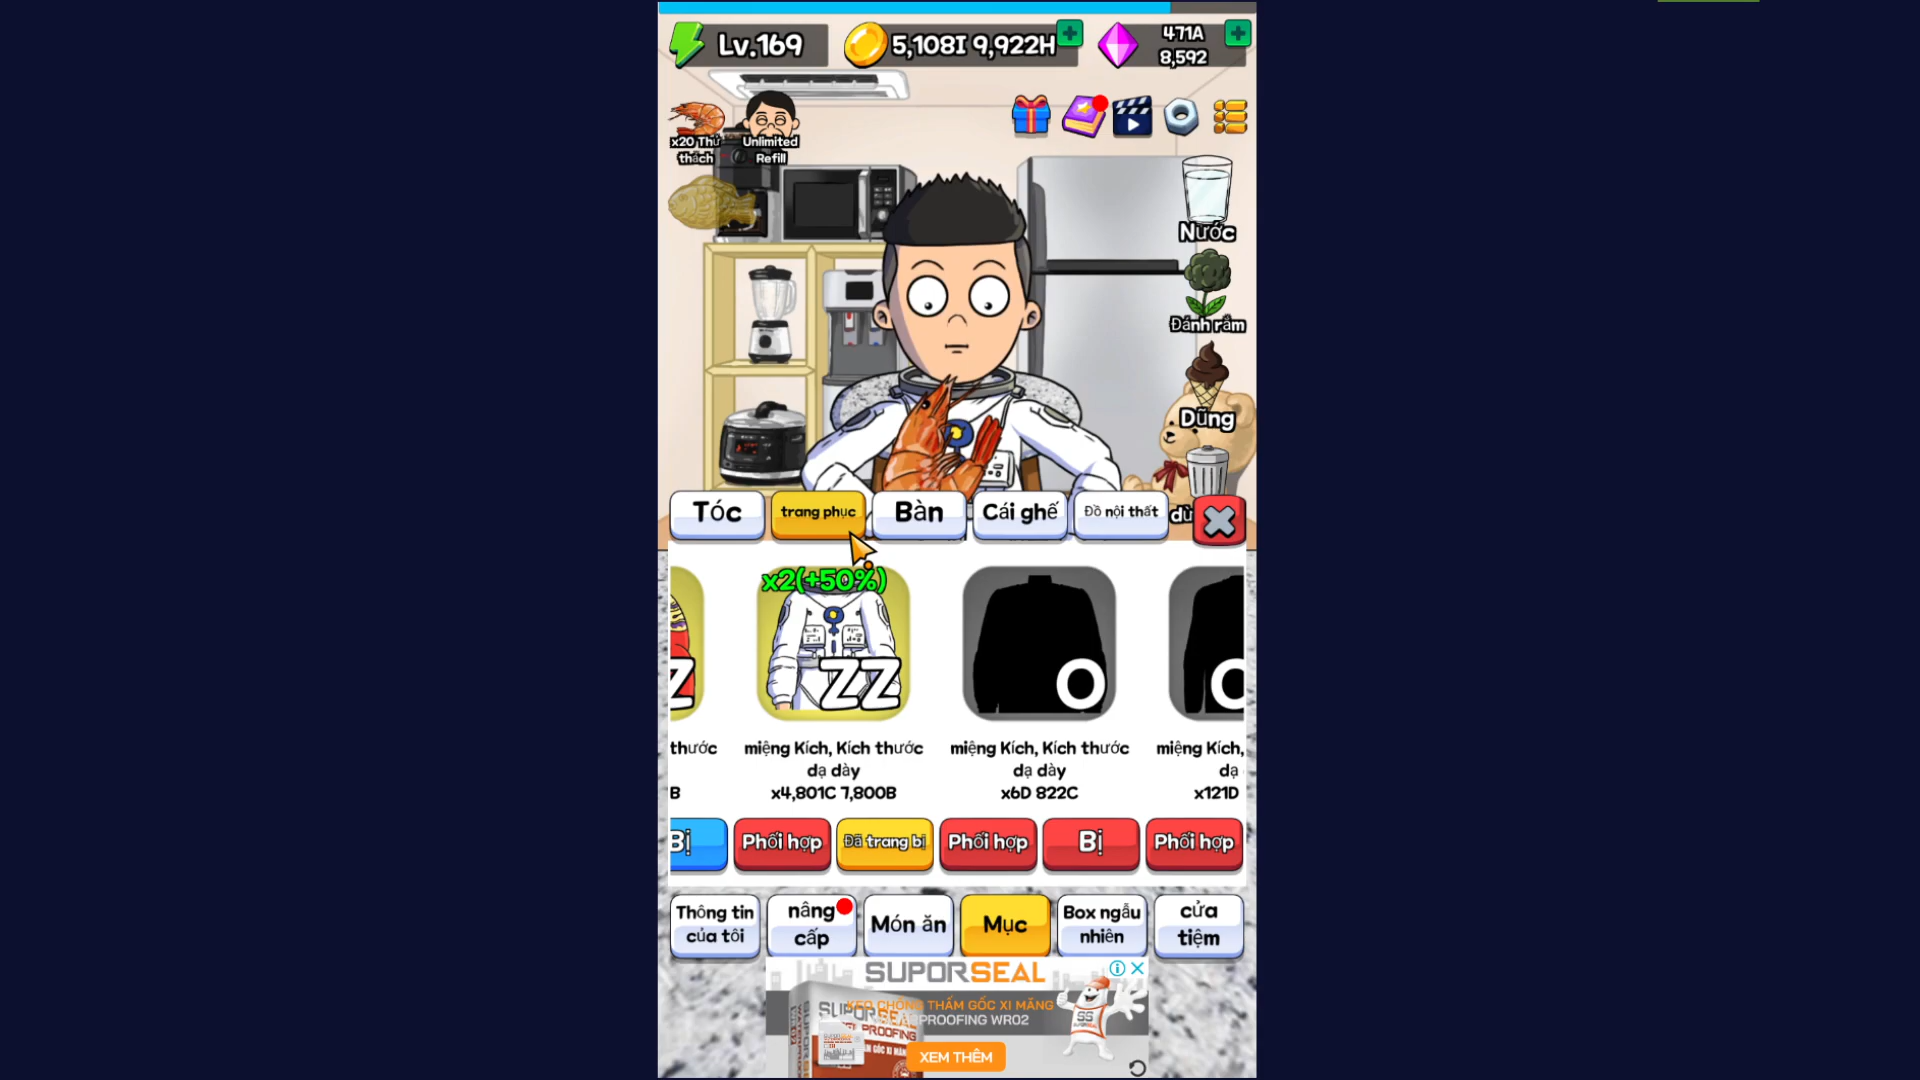 Lv.169
5,108I 9,922H
471A
8,592
x20 Thử
thách
Unlimited
Refill
Nước
Đánh rắm
Dũng
Tóc
trang phục
Bàn
Cái ghế
Đồ nội thất
dừ
x2(+50%)
Z
ZZ
O
O
thước
miệng Kích, Kích thước
dạ dày
miệng Kích, Kích thước
dạ dày
miệng Kích,
dạ
B
x4,801C 7,800B
x6D 822C
x121D
Bị
Phối hợp
Đã trang bị
Phối hợp
Bị
Phối hợp
Thông tin
của tôi
nâng
cấp
Món ăn
Mục
Box ngẫu
nhiên
cửa
tiệm
SUPORSEAL
KEO CHỐNG THẤM GỐC XI MĂNG
PROOFING WR02
SS
XEM THÊM